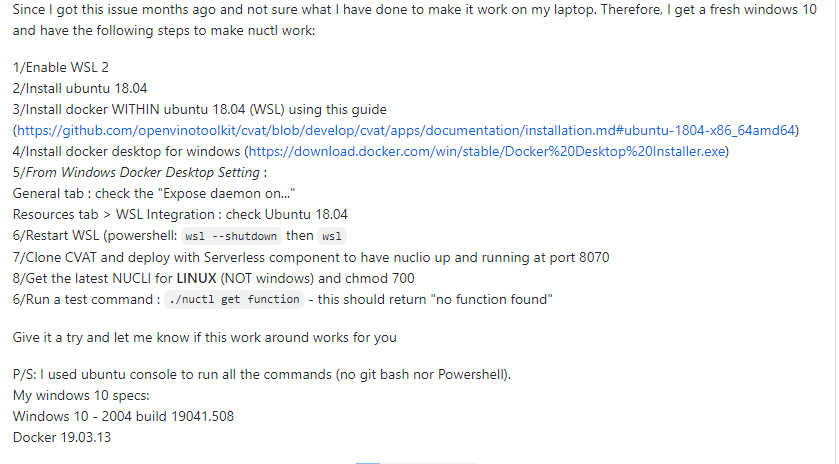 Since I got this issue months ago and not sure what I have done to make it work on my laptop. Therefore, I get a fresh windows 10
and have the following steps to make nuctl work:
1/Enable WSL 2
2/Install ubuntu 18.04
3/Install docker WITHIN ubuntu 18.04 (WSL) using this guide
(https://github.com/openvinotoolkit/cvat/blob/develop/cvat/apps/documentation/installation.md#ubuntu-1804-x86_64amd64)
4/Install docker desktop for windows (https://download.docker.com/win/stable/Docker%20Desktop%20Installer.exe)
5/From Windows Docker Desktop Setting :
General tab : check the "Expose daemon on..."
Resources tab > WSL Integration : check Ubuntu 18.04
6/Restart WSL (powershell: wsl --shutdown then wsl
7/Clone CVAT and deploy with Serverless component to have nuclio up and running at port 8070
8/Get the latest NUCLI for LINUX (NOT windows) and chmod 700
6/Run a test command : ./nuctl get function - this should return "no function found"
Give it a try and let me know if this work around works for you
P/S: I used ubuntu console to run all the commands (no git bash nor Powershell).
My windows 10 specs:
Windows 10 - 2004 build 19041.508
Docker 19.03.13